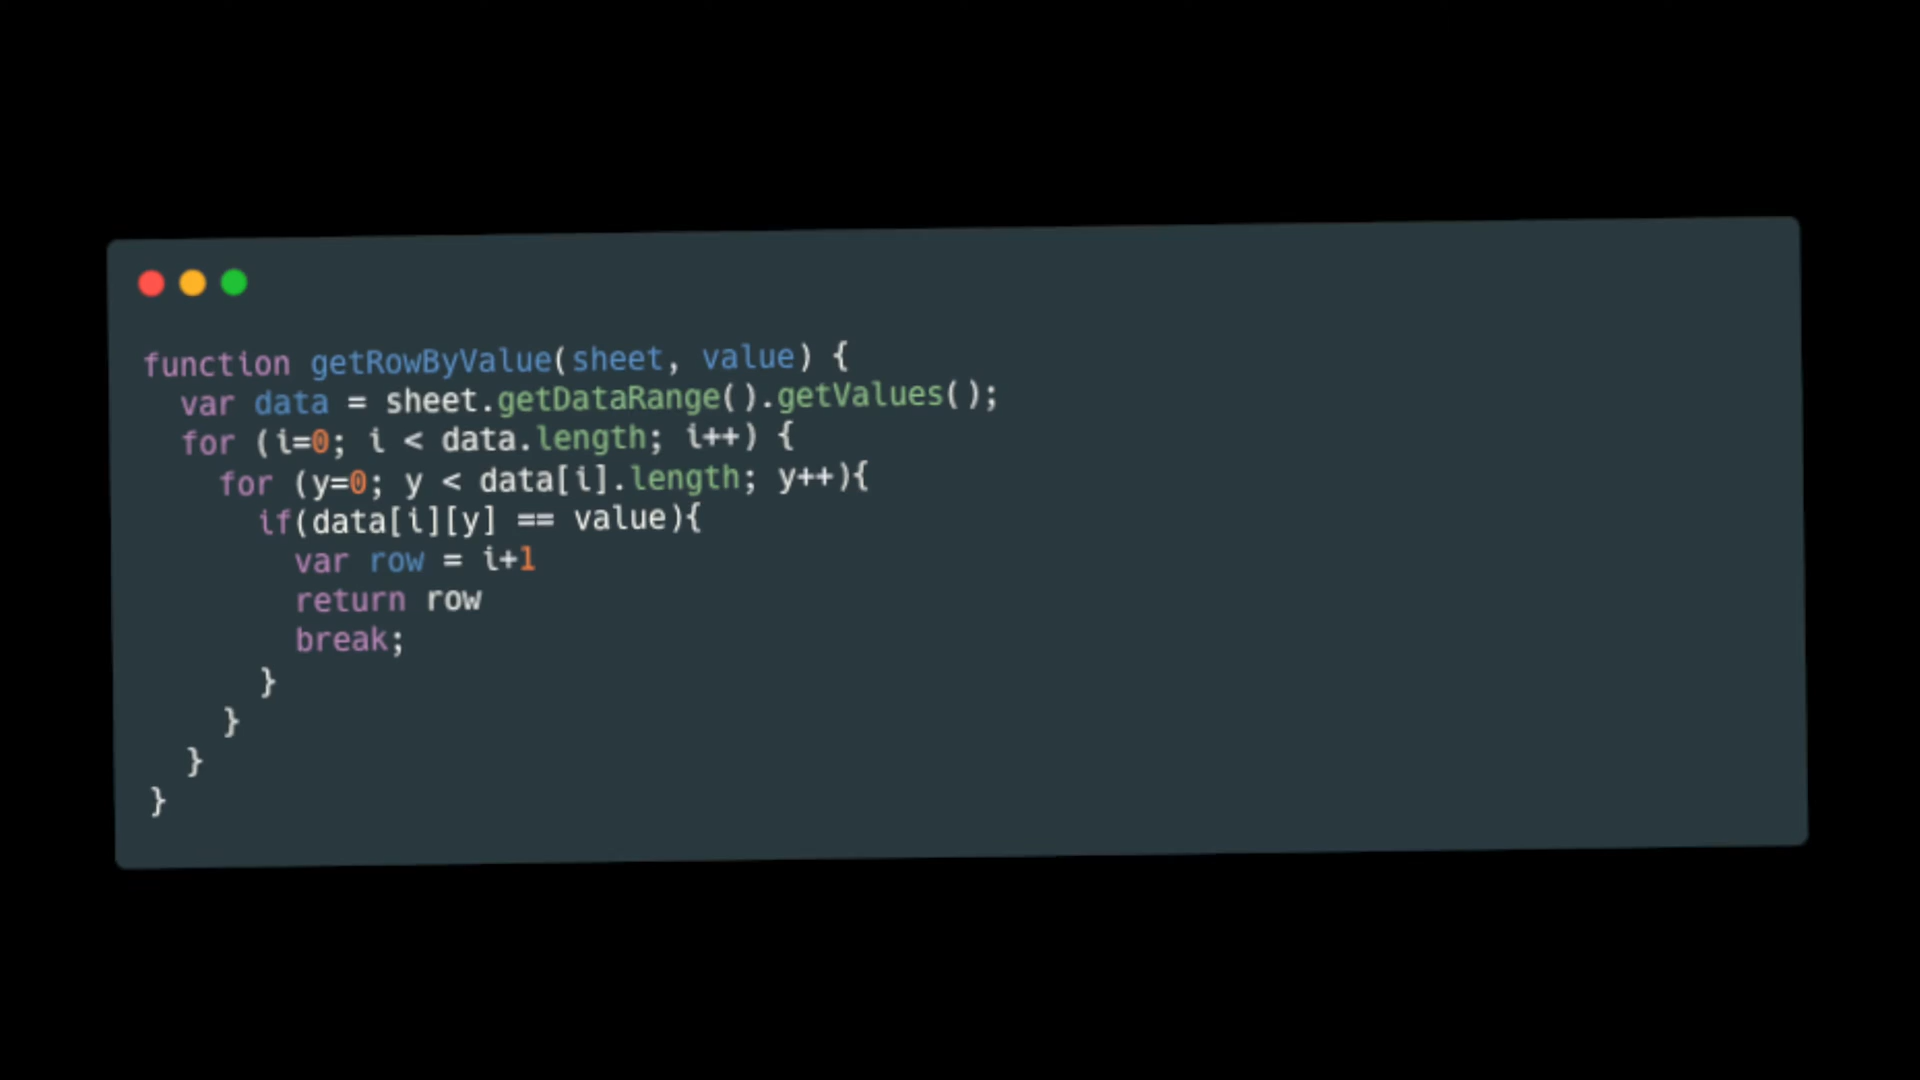 function getRowByValue(sheet, value) {
  var data = sheet.getDataRange().getValues();
  for (i=0; i < data.length; i++) {
    for (y=0; y < data[i].length; y++){
      if(data[i][y] == value){
        var row = i+1
        return row
        break;
      }
    }
  }
}